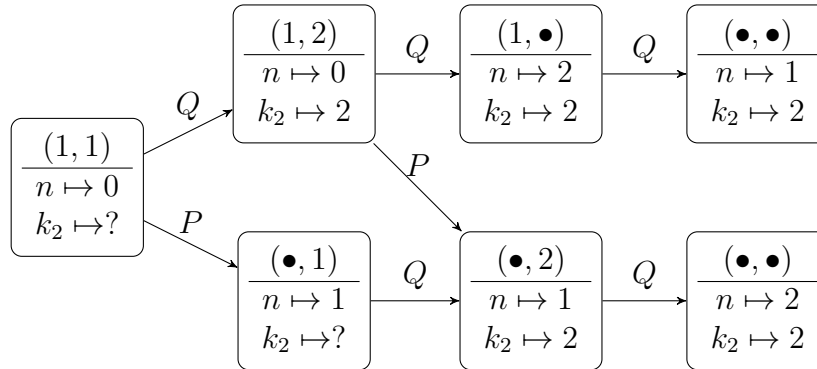 (1, 2)
n ↦ 0
k₂ ↦ 2
Q
(1, •)
n ↦ 2
k₂ ↦ 2
Q
(•, •)
n ↦ 1
k₂ ↦ 2
Q
(1, 1)
n ↦ 0
k₂ ↦?
P
P
(•, 1)
n ↦ 1
k₂ ↦?
Q
(•, 2)
n ↦ 1
k₂ ↦ 2
Q
(•, •)
n ↦ 2
k₂ ↦ 2